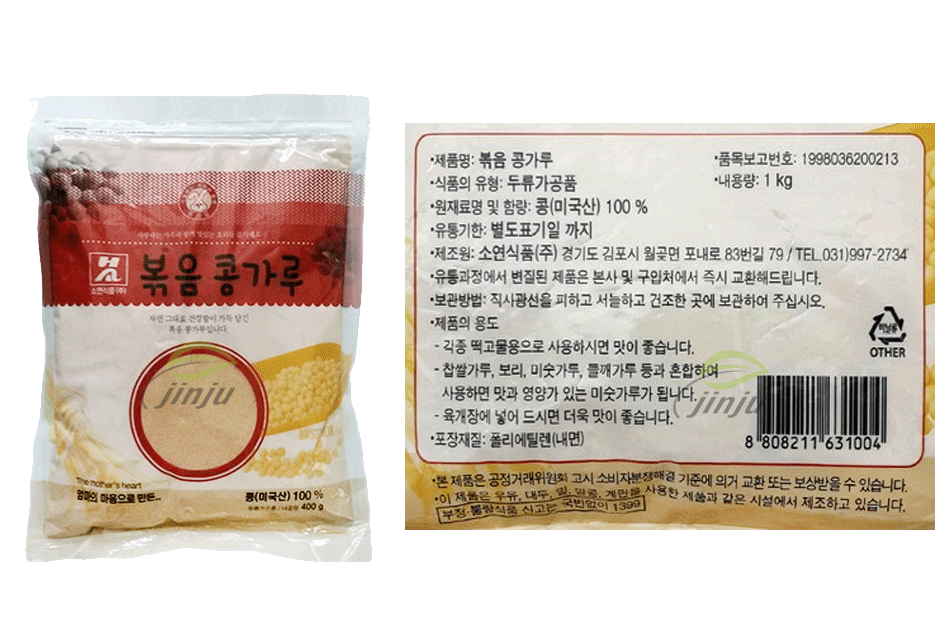 소연식품(주)
볶음 콩가루
자연 그대로 건강함이 가득 담긴
볶음 콩가루입니다
jinju
The mother's heart
엄마의 마음으로 만든..
콩(미국산) 100 %
400 g
·제품명: 볶음 콩가루
·품목보고번호: 1998036200213
·식품의 유형: 두류가공품
·내용량: 1 kg
·원재료명 및 함량: 콩(미국산) 100 %
·유통기한: 별도표기일 까지
·제조원: 소연식품(주) 경기도 김포시 월곶면 포내로 83번길 79 / TEL.031)997-2734
·유통과정에서 변질된 제품은 본사 및 구입처에서 즉시 교환해드립니다.
·보관방법: 직사광선을 피하고 서늘하고 건조한 곳에 보관하여 주십시오.
·제품의 용도
- 각종 떡고물용으로 사용하시면 맛이 좋습니다.
- 찹쌀가루, 보리, 미숫가루, 들깨가루 등과 혼합하여
사용하면 맛과 영양가 있는 미숫가루가 됩니다.
- 육개장에 넣어 드시면 더욱 맛이 좋습니다.
·포장재질: 폴리에틸렌(내면)
비닐류
OTHER
jinju
8 808211 631004
·본 제품은 공정거래위원회 고시 소비자분쟁해결 기준에 의거 교환 또는 보상받을 수 있습니다.
·이 제품은 우유, 대두, 밀, 땅콩, 계란을 사용한 제품과 같은 시설에서 제조하고 있습니다.
부정·불량식품 신고는 국번없이 1399